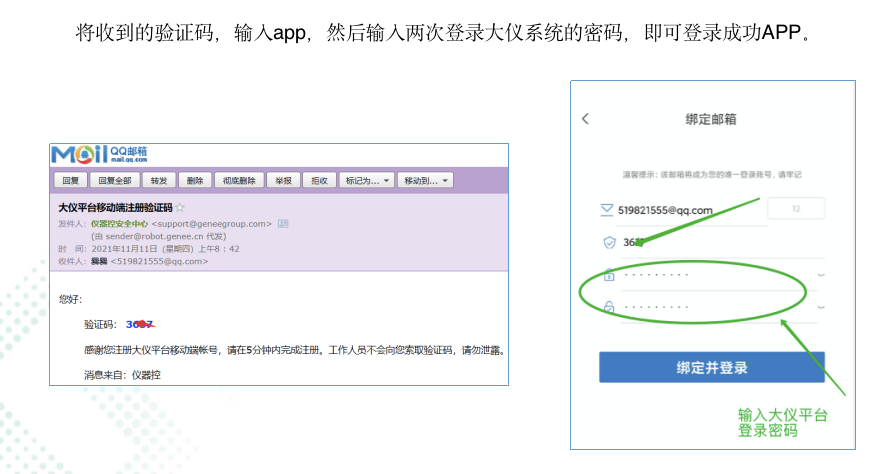 将收到的验证码，输入app，然后输入两次登录大仪系统的密码，即可登录成功APP。
Mail QQ邮箱
mail.qq.com
回复 回复全部 转发 删除 彻底删除 举报 拒收 标记为... 移动到...
大仪平台移动端注册验证码☆
发件人：仪器控安全中心 <support@geneegroup.com>
(由 sender@robot.genee.cn 代发)
时 间：2021年11月11日（星期四）上午8：42
收件人： <519821555@qq.com>
您好：
验证码：
感谢您注册大仪平台移动端帐号，请在5分钟内完成注册。工作人员不会向您索取验证码，请勿泄露。
消息来自：仪器控
绑定邮箱
温馨提示：该邮箱将成为您的唯一登录账号，请牢记
519821555@qq.com 12
绑定并登录
输入大仪平台
登录密码